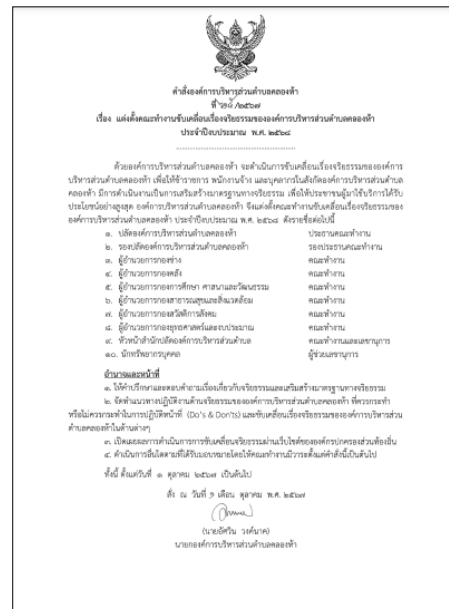 คำสั่งองค์การบริหารส่วนตำบลคลองห้า
ที่ /๒๕๖๗
เรื่อง แต่งตั้งคณะทำงานขับเคลื่อนเรื่องจริยธรรมขององค์การบริหารส่วนตำบลคลองห้า
ประจำปีงบประมาณ พ.ศ. ๒๕๖๘
ด้วยองค์การบริหารส่วนตำบลคลองห้า จะดำเนินการขับเคลื่อนเรื่องจริยธรรมขององค์การ
บริหารส่วนตำบลคลองห้า เพื่อให้ข้าราชการ พนักงานจ้าง และบุคลากรในสังกัดองค์การบริหารส่วนตำบล
คลองห้า มีการดำเนินงานเป็นการเสริมสร้างมาตรฐานทางจริยธรรม เพื่อให้ประชาชนผู้มาใช้บริการได้รับ
ประโยชน์อย่างสูงสุด องค์การบริหารส่วนตำบลคลองห้า จึงแต่งตั้งคณะทำงานขับเคลื่อนเรื่องจริยธรรมของ
องค์การบริหารส่วนตำบลคลองห้า ประจำปีงบประมาณ พ.ศ. ๒๕๖๘ ดังรายชื่อต่อไปนี้
๑. ปลัดองค์การบริหารส่วนตำบลคลองห้า ประธานคณะทำงาน
๒. รองปลัดองค์การบริหารส่วนตำบลคลองห้า รองประธานคณะทำงาน
๓. ผู้อำนวยการกองช่าง คณะทำงาน
๔. ผู้อำนวยการกองคลัง คณะทำงาน
๕. ผู้อำนวยการกองการศึกษา ศาสนาและวัฒนธรรม คณะทำงาน
๖. ผู้อำนวยการกองสาธารณสุขและสิ่งแวดล้อม คณะทำงาน
๗. ผู้อำนวยการกองสวัสดิการสังคม คณะทำงาน
๘. ผู้อำนวยการกองยุทธศาสตร์และงบประมาณ คณะทำงาน
๙. หัวหน้าสำนักปลัดองค์การบริหารส่วนตำบล คณะทำงานและเลขานุการ
๑๐. นักทรัพยากรบุคคล ผู้ช่วยเลขานุการ
อำนาจและหน้าที่
๑. ให้คำปรึกษาและตอบคำถามเรื่องเกี่ยวกับจริยธรรมและเสริมสร้างมาตรฐานทางจริยธรรม
๒. จัดทำแนวทางปฏิบัติงานด้านจริยธรรมขององค์การบริหารส่วนตำบลคลองห้า ที่ควรกระทำ
หรือไม่ควรกระทำในการปฏิบัติหน้าที่ (Do's & Don'ts) และขับเคลื่อนเรื่องจริยธรรมขององค์การบริหารส่วน
ตำบลคลองห้าในด้านต่างๆ
๓. เปิดเผยผลการดำเนินการการขับเคลื่อนจริยธรรมผ่านเว็บไซต์ขององค์กรปกครองส่วนท้องถิ่น
๔. ดำเนินการอื่นใดตามที่ได้รับมอบหมายโดยให้คณะทำงานมีวาระตั้งแต่คำสั่งนี้เป็นต้นไป
ทั้งนี้ ตั้งแต่วันที่ ๑ ตุลาคม ๒๕๖๗ เป็นต้นไป
สั่ง ณ วันที่ ๑ เดือน ตุลาคม พ.ศ. ๒๕๖๗
(นายอัศวิน วงค์นาค)
นายกองค์การบริหารส่วนตำบลคลองห้า